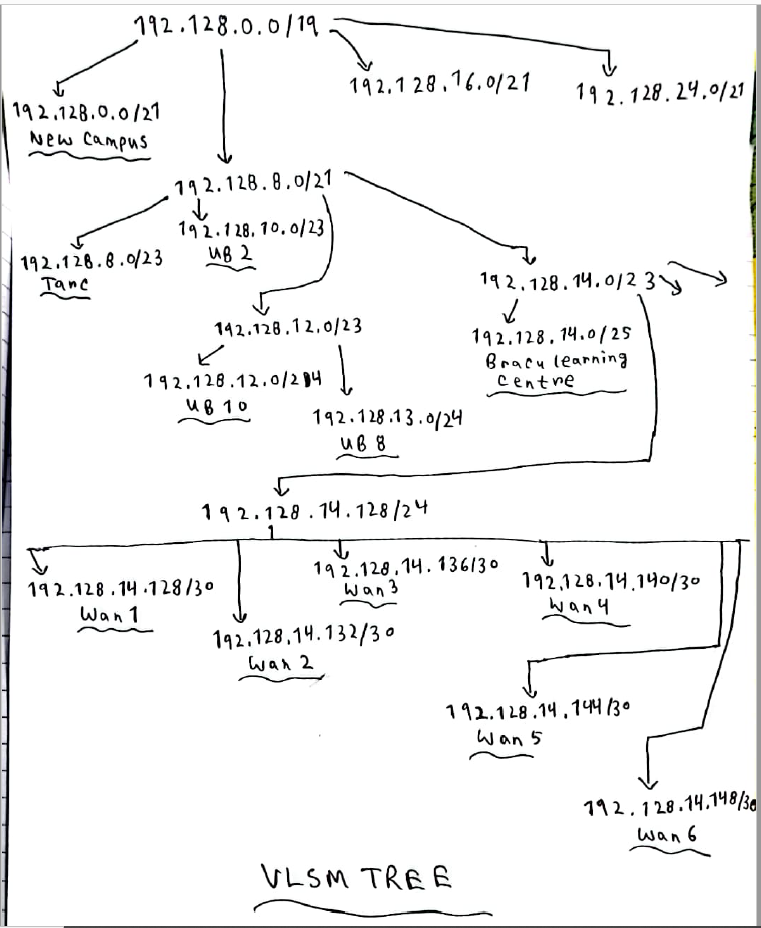 192.128.0.0/19
192.128.16.0/21
192.128.24.0/21
192.128.0.0/21
New Campus
192.128.8.0/21
192.128.10.0/23
UB 2
192.128.8.0/23
Tanc
192.128.14.0/23
192.128.12.0/23
192.128.14.0/25
Bracu learning
Centre
192.128.12.0/24
UB 10
192.128.13.0/24
UB 8
192.128.14.128/24
192.128.14.128/30
Wan 1
192.128.14.136/30
Wan 3
192.128.14.140/30
Wan 4
192.128.14.132/30
Wan 2
192.128.14.144/30
Wan 5
192.128.14.148/30
Wan 6
VLSM TREE